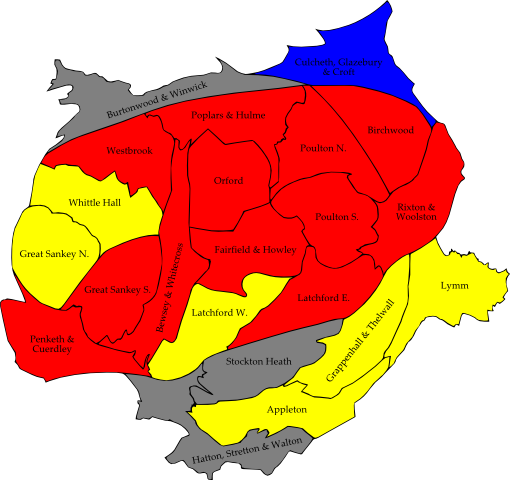 Culcheth, Glazebury
& Croft
Burtonwood & Winwick
Poplars & Hulme
Birchwood
Westbrook
Poulton N.
Orford
Whittle Hall
Rixton &
Woolston
Poulton S.
Great Sankey N.
Fairfield & Howley
Bewsey & Whitecross
Great Sankey S.
Lymm
Latchford E.
Latchford W.
Penketh &
Cuerdley
Grappenhall & Thelwall
Stockton Heath
Appleton
Hatton, Stretton & Walton